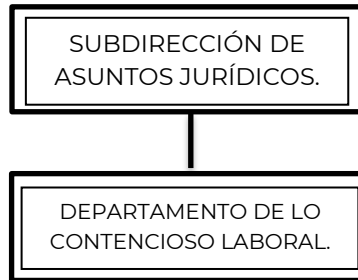 SUBDIRECCIÓN DE
ASUNTOS JURÍDICOS.
DEPARTAMENTO DE LO
CONTENCIOSO LABORAL.